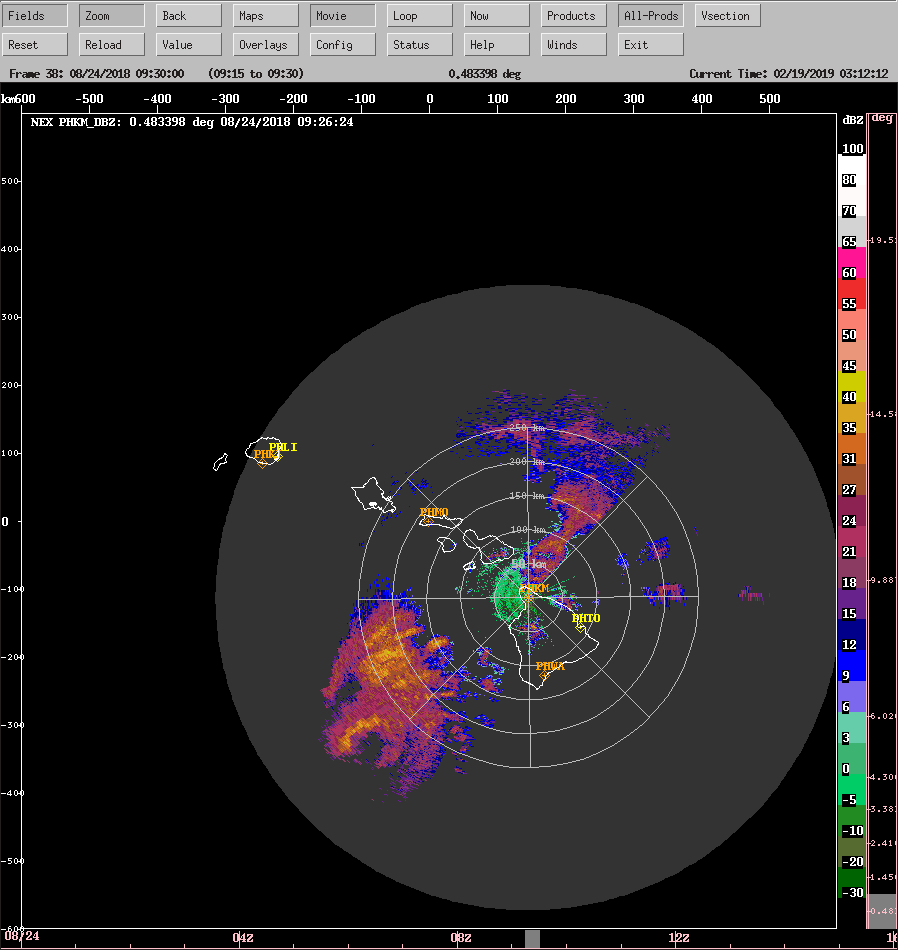 Fields Zoom Back Maps Movie Loop Now Products All-Prods Vsection
Reset Reload Value Overlays Config Status Help Winds Exit
Frame 38: 08/24/2018 09:30:00 (09:15 to 09:30) 0.483398 deg Current Time: 02/19/2019 03:12:12
km600 -500 -400 -300 -200 -100 0 100 200 300 400 500
NEX PHKM_DBZ: 0.483398 deg 08/24/2018 09:26:24
dBZ
deg
100
80
70
65
60
55
50
45
40
35
31
27
24
21
18
15
12
9
6
3
0
-5
-10
-20
-30
19.5
14.5
9.88
6.02
4.30
3.38
2.41
1.45
0.48
500
400
300
200
100
0
-100
-200
-300
-400
-500
-600
250 km
200 km
150 km
100 km
50 km
PHLI
PHMO
PHKM
PHTO
PHWA
08/24 04Z 08Z 12Z 16